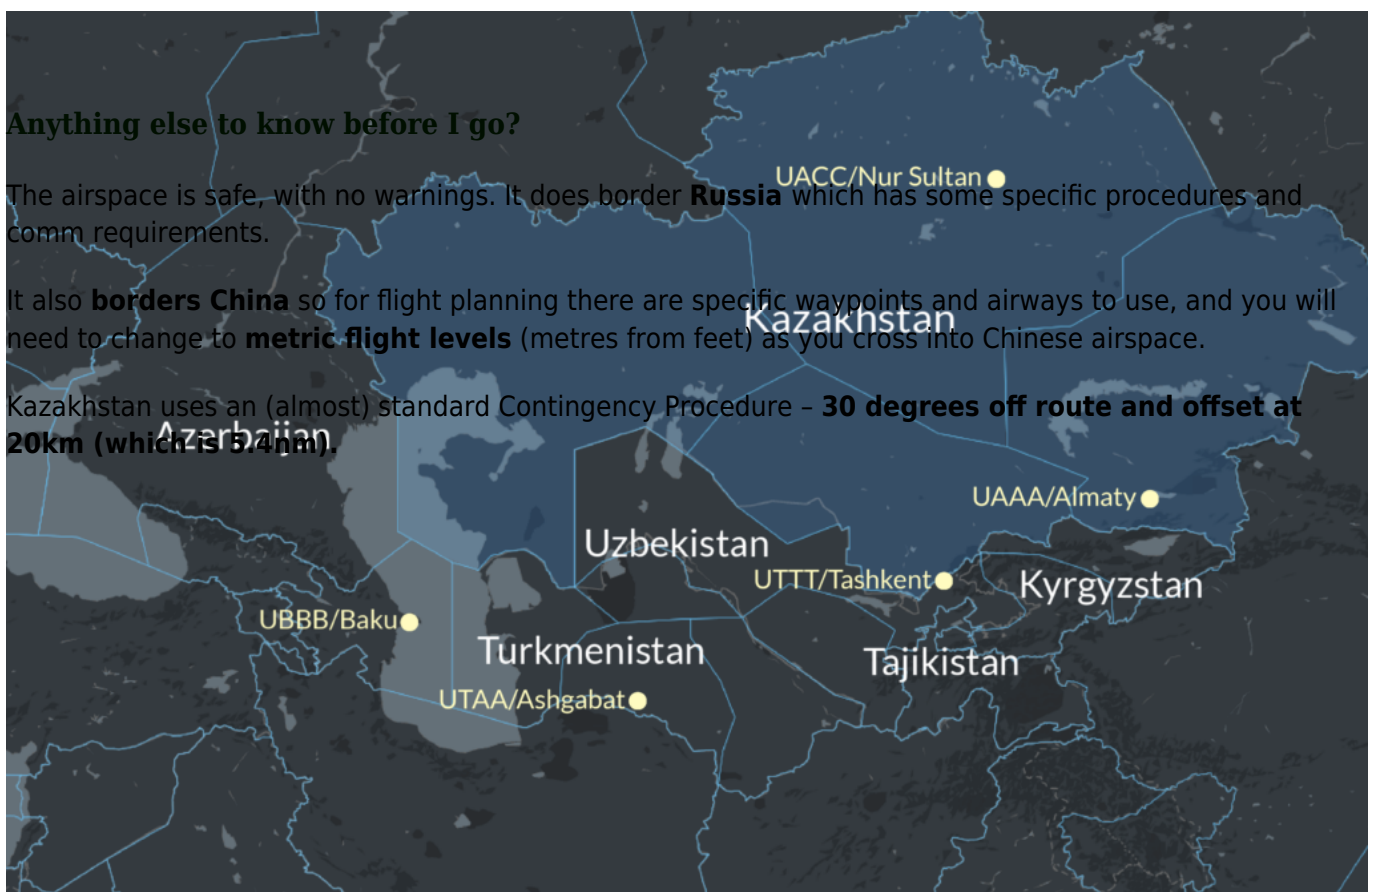 Anything else to know before I go?
UACC/Nur Sultan
The airspace is safe, with no warnings. It does border Russia which has some specific procedures and
comm requirements.
It also borders China so for flight planning there are specific waypoints and airways to use, and you will
Kazakhstan
need to change to metric flight levels (metres from feet) as you cross into Chinese airspace.
Kazakhstan uses an (almost) standard Contingency Procedure – 30 degrees off route and offset at
Azerbaijan
20km (which is 5.4nm).
UAAA/Almaty
Uzbekistan
UTTT/Tashkent
Kyrgyzstan
UBBB/Baku
Turkmenistan
Tajikistan
UTAA/Ashgabat